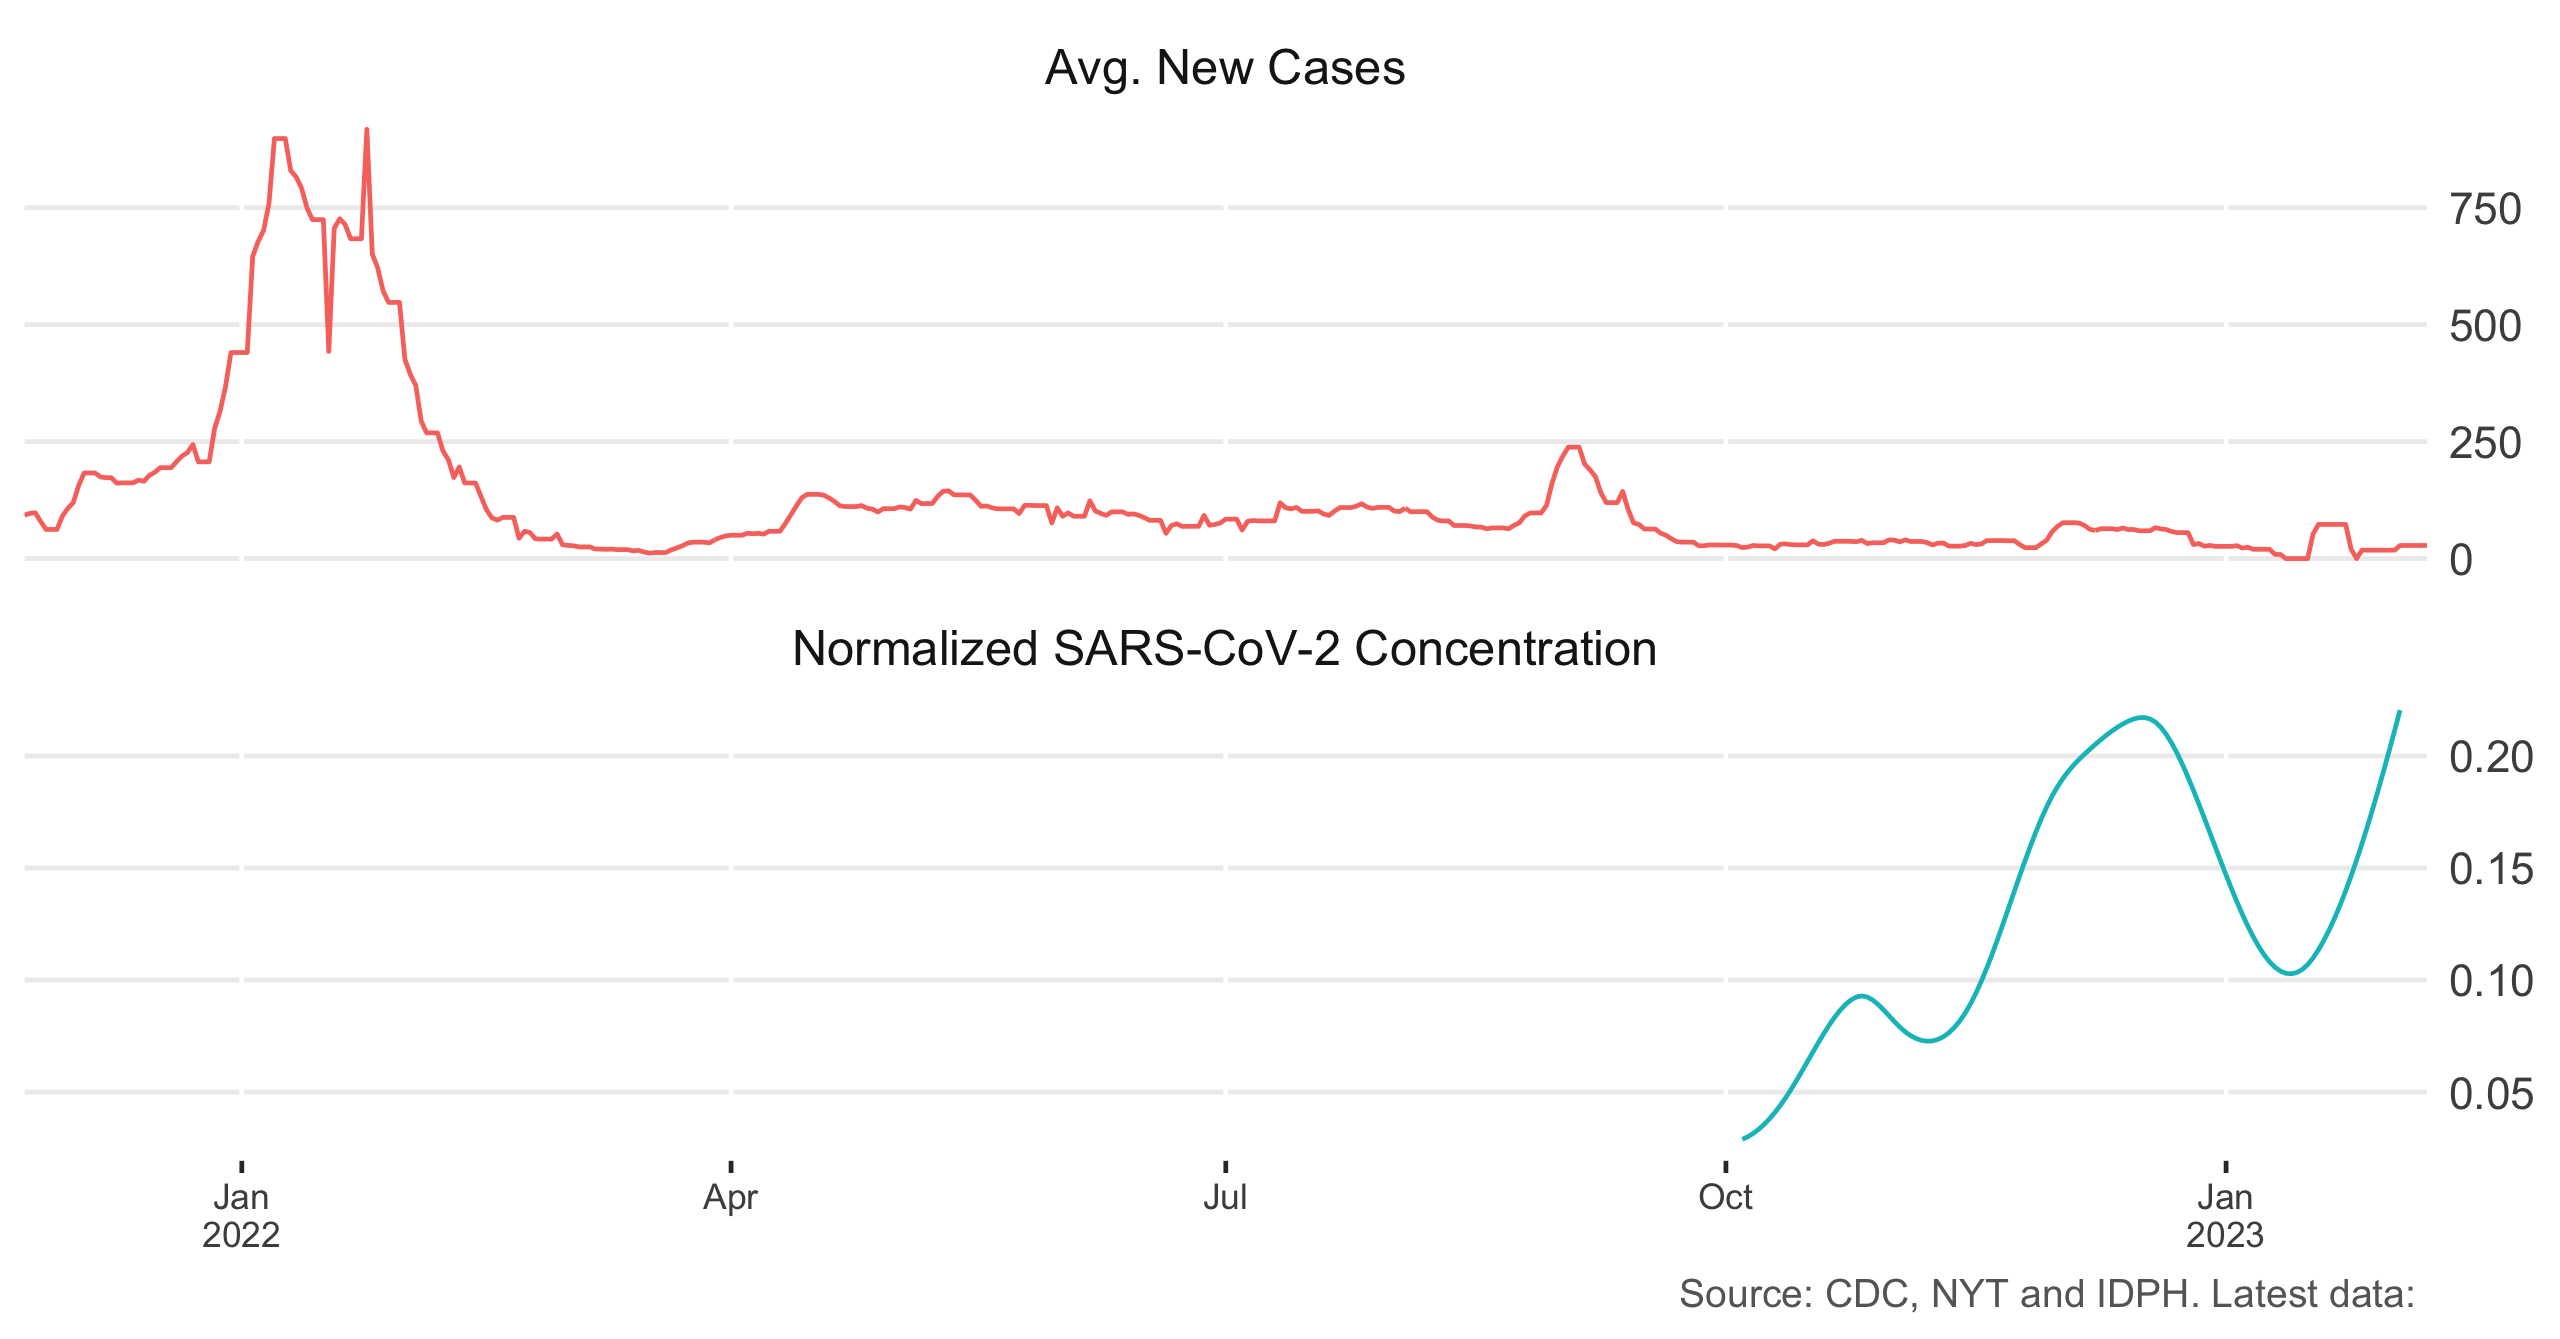 Avg. New Cases
750
500
250
0
Normalized SARS-CoV-2 Concentration
0.20
0.15
0.10
0.05
Jan Apr Jul Oct Jan
2022 2023
Source: CDC, NYT and IDPH. Latest data: